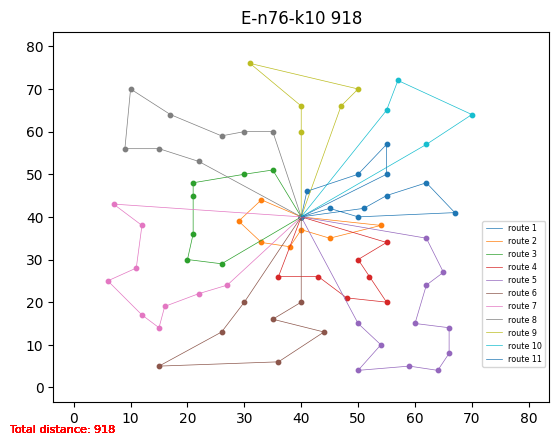 E-n76-k10 918
80
70
60
50
40
30
20
10
0
0 10 20 30 40 50 60 70 80
route 1
route 2
route 3
route 4
route 5
route 6
route 7
route 8
route 9
route 10
route 11
Total distance: 918